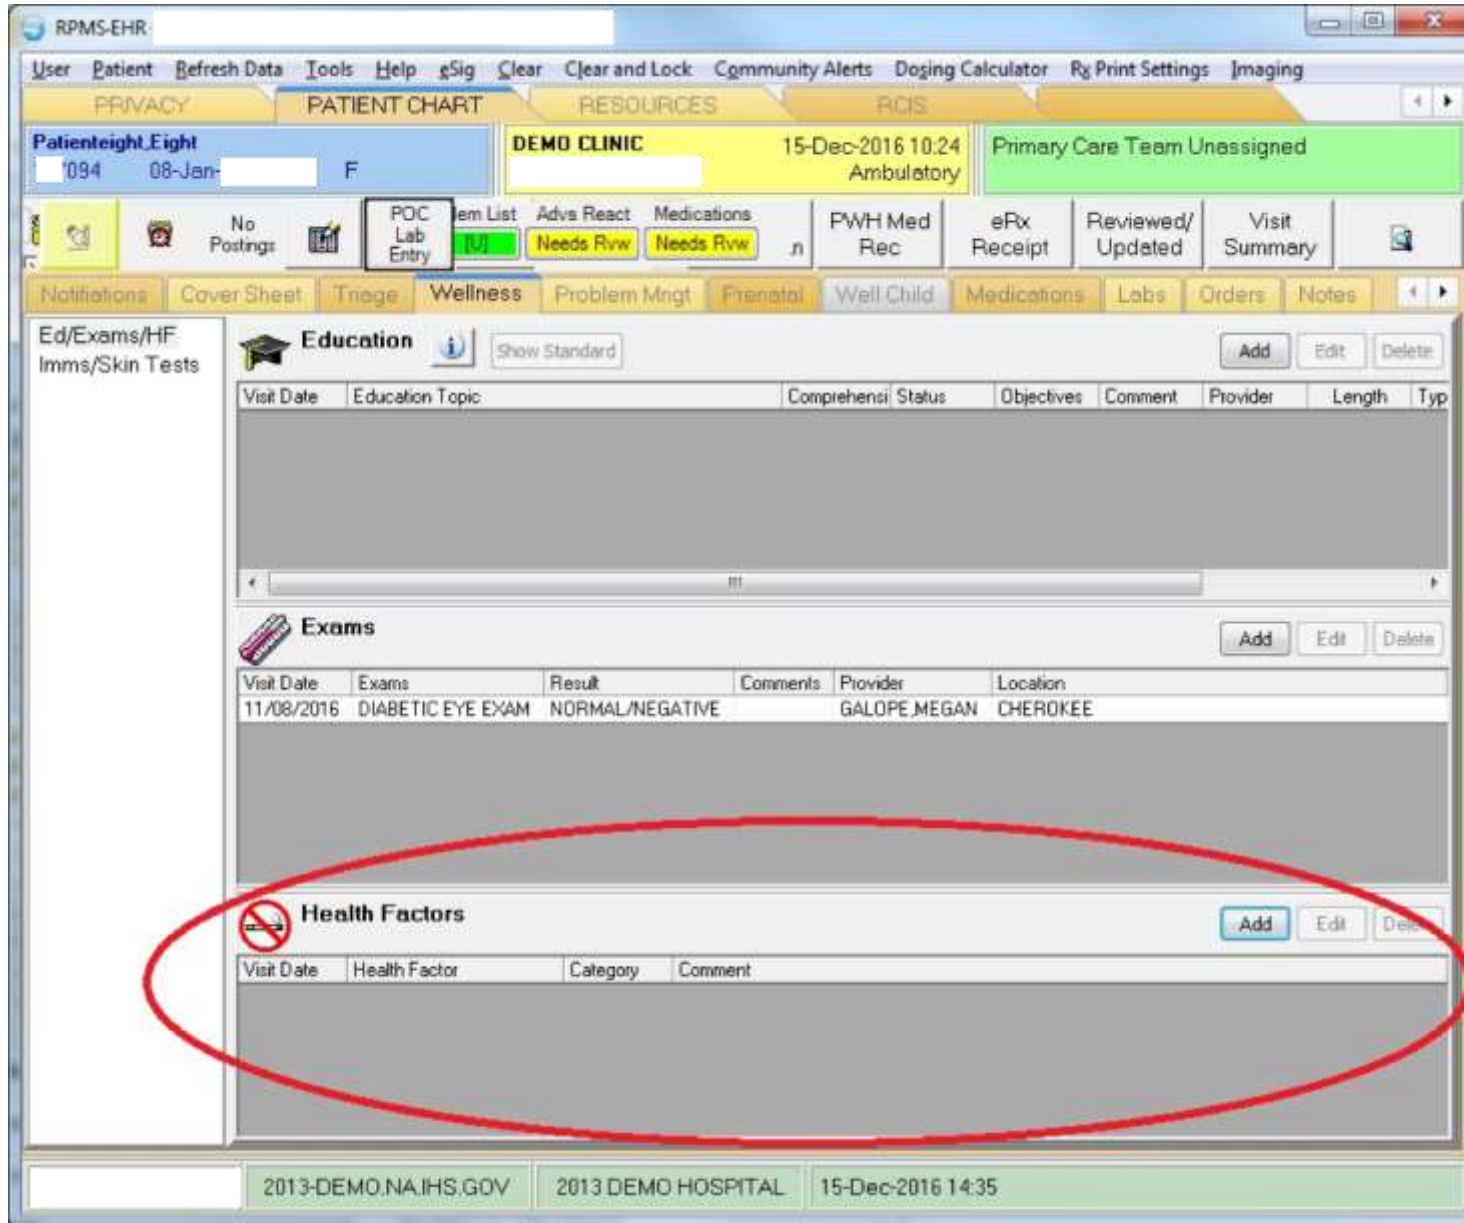 RPMS-EHR
User Patient Refresh Data Tools Help eSig Clear Clear and Lock Community Alerts Dosing Calculator Rx Print Settings Imaging
PRIVACY PATIENT CHART RESOURCES RCIS
Patienteight,Eight
'094 08-Jan- F
DEMO CLINIC 15-Dec-2016 10:24
Ambulatory
Primary Care Team Unassigned
No
Postings
POC
Lab
Entry
lem List
[U]
Advs React
Needs Rvw
Medications
Needs Rvw
.n
PWH Med
Rec
eRx
Receipt
Reviewed/
Updated
Visit
Summary
Notifiations Cover Sheet Triage Wellness Problem Mngt Prenatal Well Child Medications Labs Orders Notes
Ed/Exams/HF
Imms/Skin Tests
Education Show Standard Add Edit Delete
Visit Date Education Topic Comprehensi Status Objectives Comment Provider Length Typ
Exams Add Edit Delete
Visit Date Exams Result Comments Provider Location
11/08/2016 DIABETIC EYE EXAM NORMAL/NEGATIVE GALOPE,MEGAN CHEROKEE
Health Factors Add Edit
Visit Date Health Factor Category Comment
2013-DEMO.NA.IHS.GOV 2013 DEMO HOSPITAL 15-Dec-2016 14:35